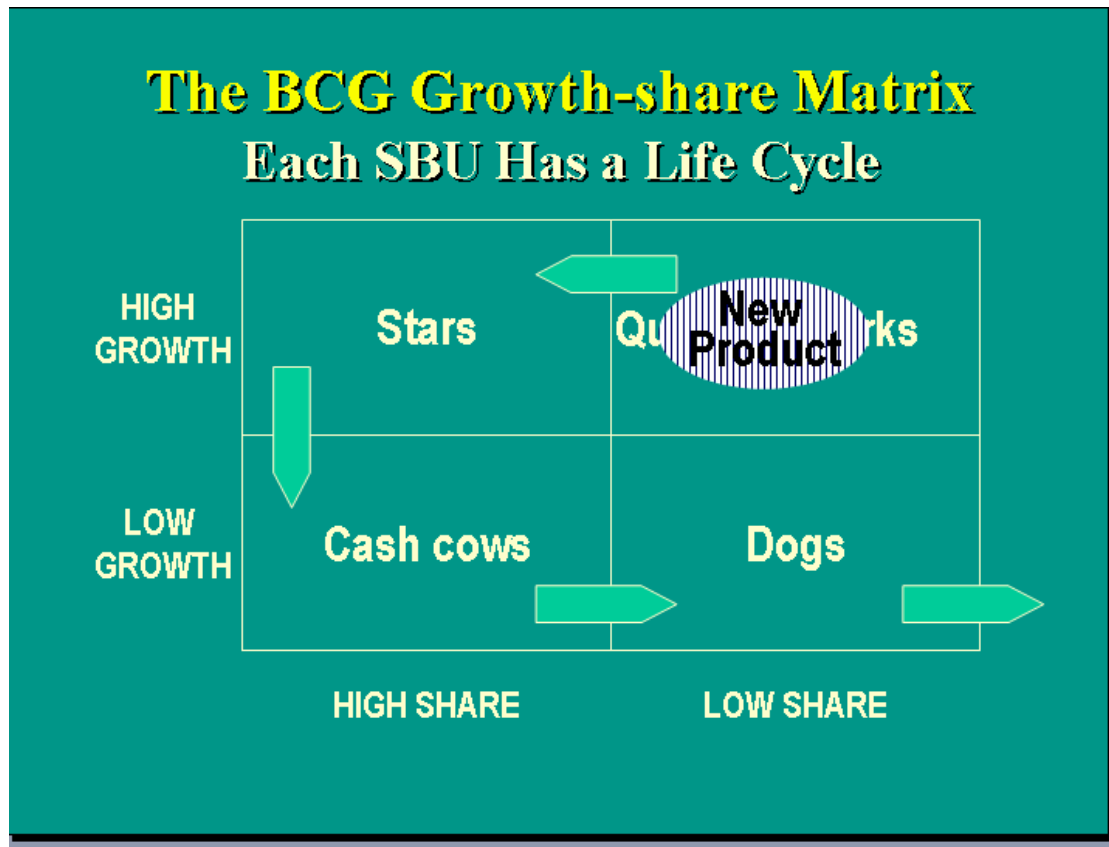 The BCG Growth-share Matrix
Each SBU Has a Life Cycle
HIGH
GROWTH
Stars
New
Product
LOW
GROWTH
Cash cows
Dogs
HIGH SHARE
LOW SHARE